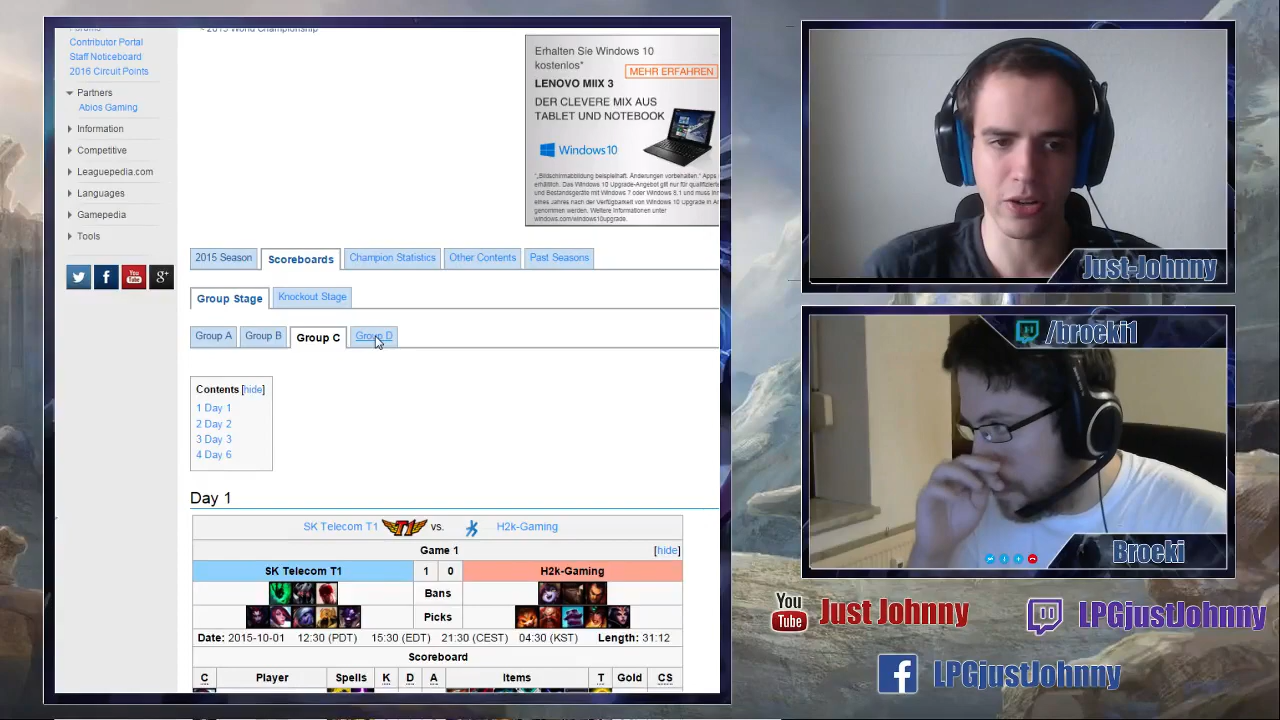 Contributor Portal
Staff Noticeboard
2016 Circuit Points
Partners
Abios Gaming
Information
Competitive
Leaguepedia.com
Languages
Gamepedia
Tools
2015 World Championship
Erhalten Sie Windows 10
kostenlos*
MEHR ERFAHREN
LENOVO MIIX 3
DER CLEVERE MIX AUS
TABLET UND NOTEBOOK
Windows10
windows.com/windows10upgrade.
2015 Season
Scoreboards
Champion Statistics
Other Contents
Past Seasons
Group Stage
Knockout Stage
Group A
Group B
Group C
Group D
Contents [hide]
1 Day 1
2 Day 2
3 Day 3
4 Day 6
Day 1
SK Telecom T1 vs. H2k-Gaming
Game 1 [hide]
SK Telecom T1 1 0 H2k-Gaming
Bans
Picks
Date: 2015-10-01 12:30 (PDT) 15:30 (EDT) 21:30 (CEST) 04:30 (KST) Length: 31:12
Scoreboard
C Player Spells K D A Items T Gold CS
Just-Johnny
/broeki1
Broeki
You Tube Just Johnny
LPGjustJohnny
LPGjustJohnny